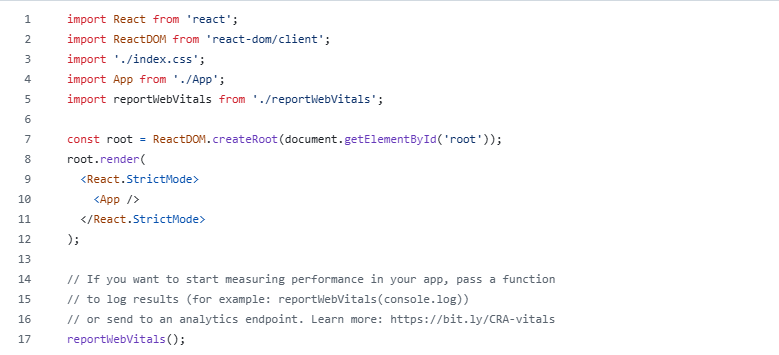 1 import React from 'react';
2 import ReactDOM from 'react-dom/client';
3 import './index.css';
4 import App from './App';
5 import reportWebVitals from './reportWebVitals';
6
7 const root = ReactDOM.createRoot(document.getElementById('root'));
8 root.render(
9   <React.StrictMode>
10     <App />
11   </React.StrictMode>
12 );
13
14 // If you want to start measuring performance in your app, pass a function
15 // to log results (for example: reportWebVitals(console.log))
16 // or send to an analytics endpoint. Learn more: https://bit.ly/CRA-vitals
17 reportWebVitals();